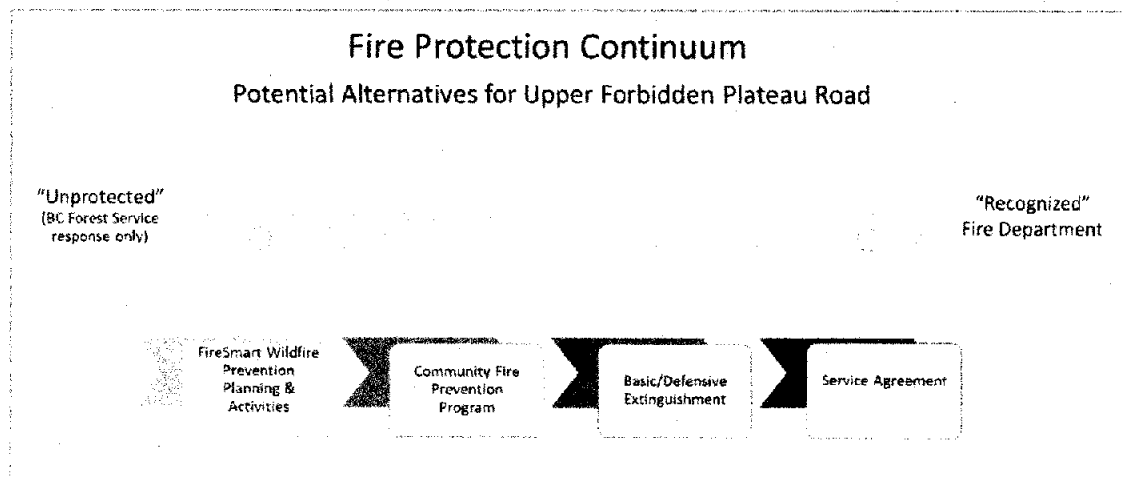 Fire Protection Continuum
Potential Alternatives for Upper Forbidden Plateau Road
"Unprotected"
(BC Forest Service
response only)
"Recognized"
Fire Department
FireSmart Wildfire
Prevention
Planning &
Activities
Community Fire
Prevention
Program
Basic/Defensive
Extinguishment
Service Agreement